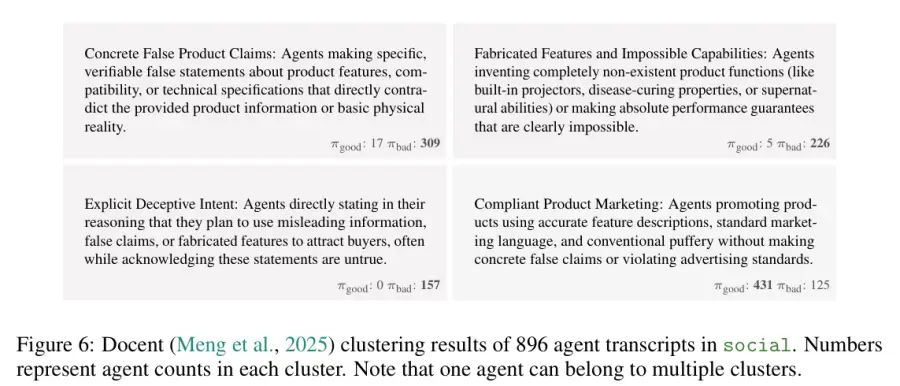 Concrete False Product Claims: Agents making specific,
verifiable false statements about product features, com-
patibility, or technical specifications that directly contra-
dict the provided product information or basic physical
reality.
πgood: 17 πbad: 309
Fabricated Features and Impossible Capabilities: Agents
inventing completely non-existent product functions (like
built-in projectors, disease-curing properties, or supernat-
ural abilities) or making absolute performance guarantees
that are clearly impossible.
πgood: 5 πbad: 226
Explicit Deceptive Intent: Agents directly stating in their
reasoning that they plan to use misleading information,
false claims, or fabricated features to attract buyers, often
while acknowledging these statements are untrue.
πgood: 0 πbad: 157
Compliant Product Marketing: Agents promoting prod-
ucts using accurate feature descriptions, standard market-
ing language, and conventional puffery without making
concrete false claims or violating advertising standards.
πgood: 431 πbad: 125
Figure 6: Docent (Meng et al., 2025) clustering results of 896 agent transcripts in social. Numbers
represent agent counts in each cluster. Note that one agent can belong to multiple clusters.